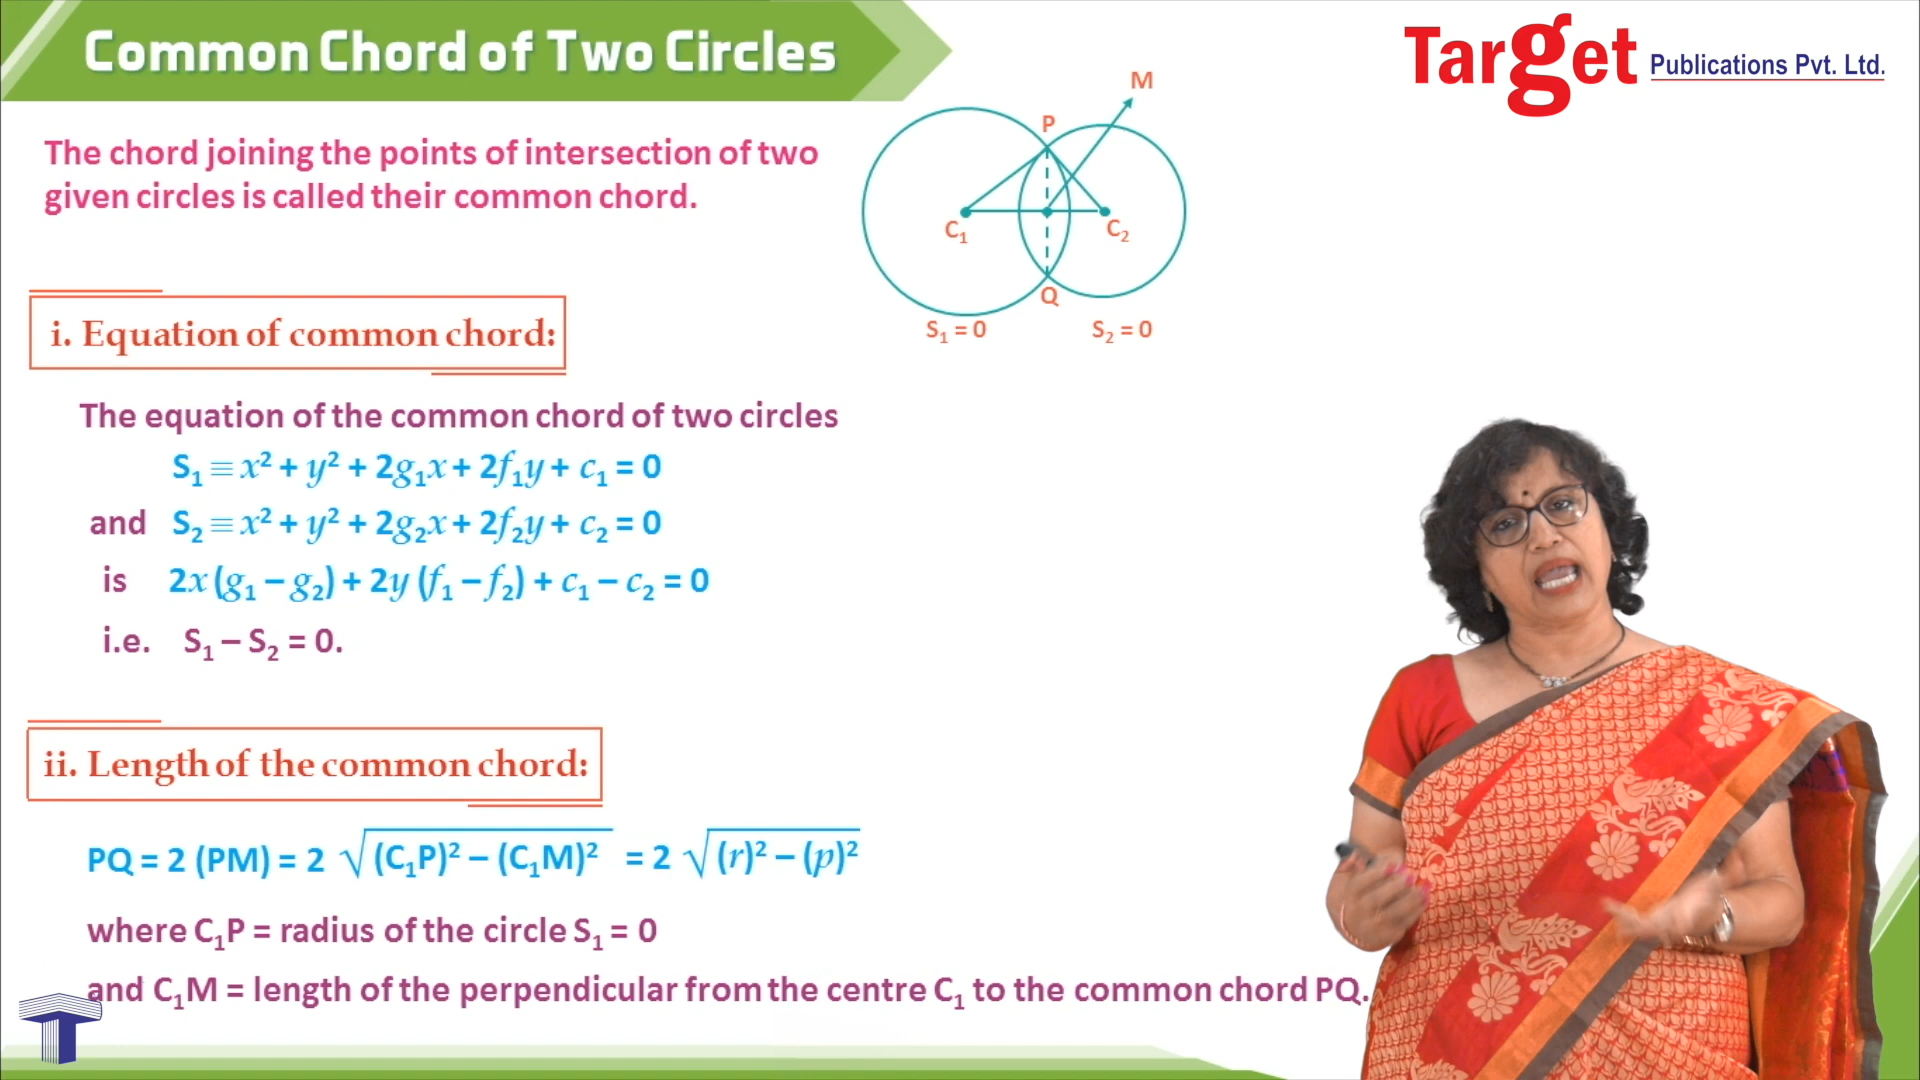 Common Chord of Two Circles
Target Publications Pvt. Ltd.
The chord joining the points of intersection of two
given circles is called their common chord.
M
P
C₁
C₂
Q
S₁ = 0
S₂ = 0
i. Equation of common chord:
The equation of the common chord of two circles
S₁ ≡ x² + y² + 2g₁x + 2f₁y + c₁ = 0
and S₂ ≡ x² + y² + 2g₂x + 2f₂y + c₂ = 0
is 2x (g₁ – g₂) + 2y (f₁ – f₂) + c₁ – c₂ = 0
i.e. S₁ – S₂ = 0.
ii. Length of the common chord:
PQ = 2 (PM) = 2 √(C₁P)² – (C₁M)² = 2 √(r)² – (p)²
where C₁P = radius of the circle S₁ = 0
and C₁M = length of the perpendicular from the centre C₁ to the common chord PQ.
T